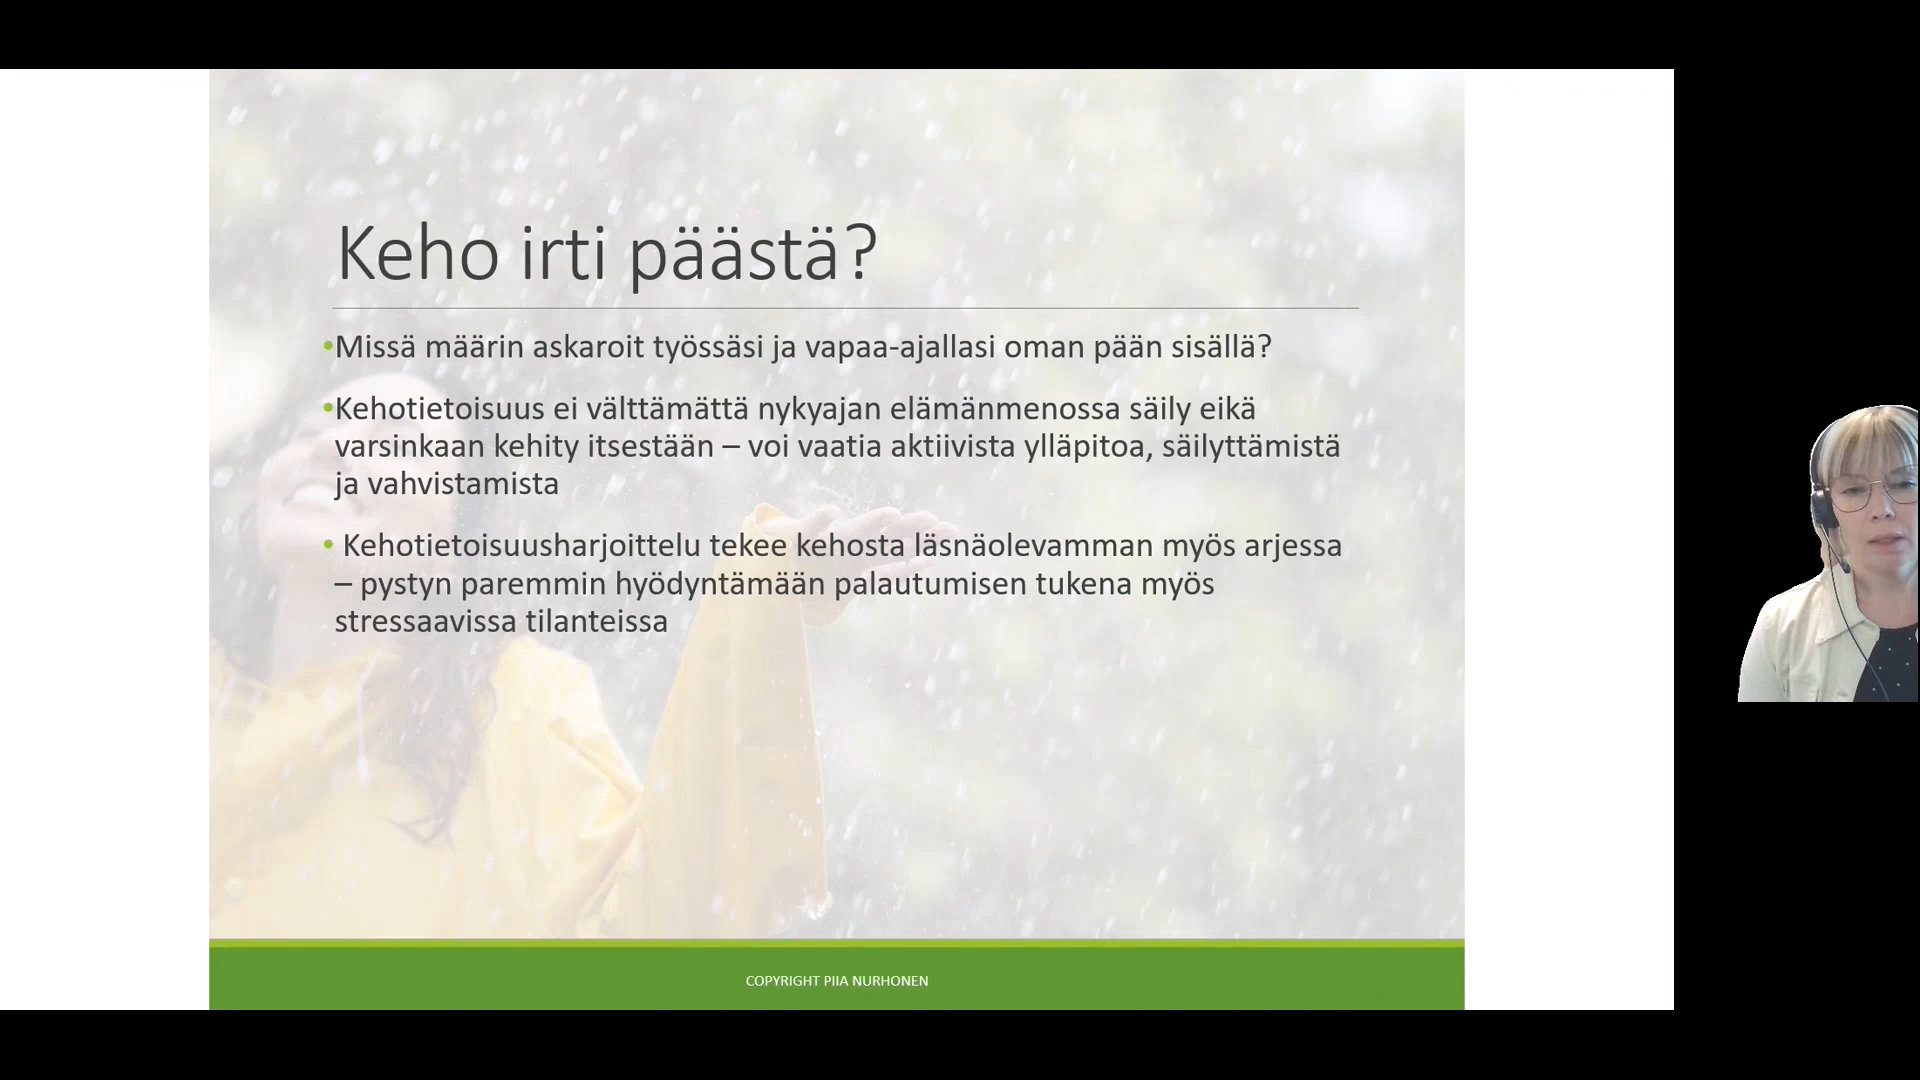 Keho irti päästä?
•Missä määrin askaroit työssäsi ja vapaa-ajallasi oman pään sisällä?
•Kehotietoisuus ei välttämättä nykyajan elämänmenossa säily eikä
varsinkaan kehity itsestään – voi vaatia aktiivista ylläpitoa, säilyttämistä
ja vahvistamista
• Kehotietoisuusharjoittelu tekee kehosta läsnäolevamman myös arjessa
– pystyn paremmin hyödyntämään palautumisen tukena myös
stressaavissa tilanteissa
COPYRIGHT PIIA NURHONEN